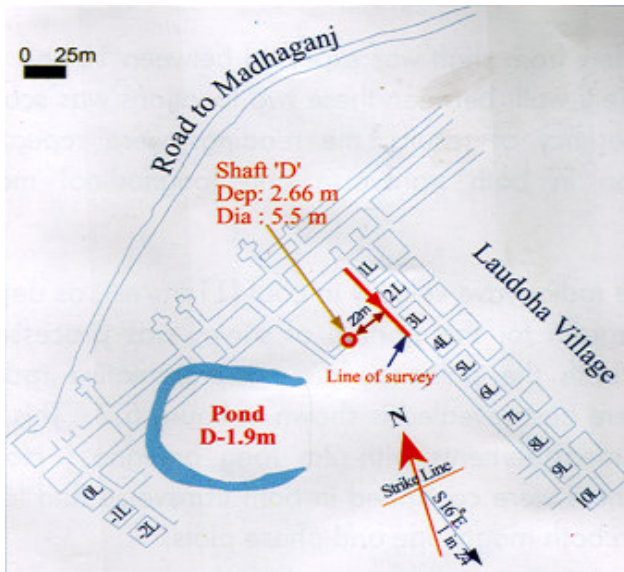 0 25m
Road to Madhaganj
Shaft 'D'
Dep: 2.66 m
Dia : 5.5 m
1L
2L
3L
4L
5L
6L
7L
8L
9L
10L
22m
Laudoha Village
Line of survey
Pond
D-1.9m
N
Strike Line
S16°E
1 in 24
0L
-1L
-2L